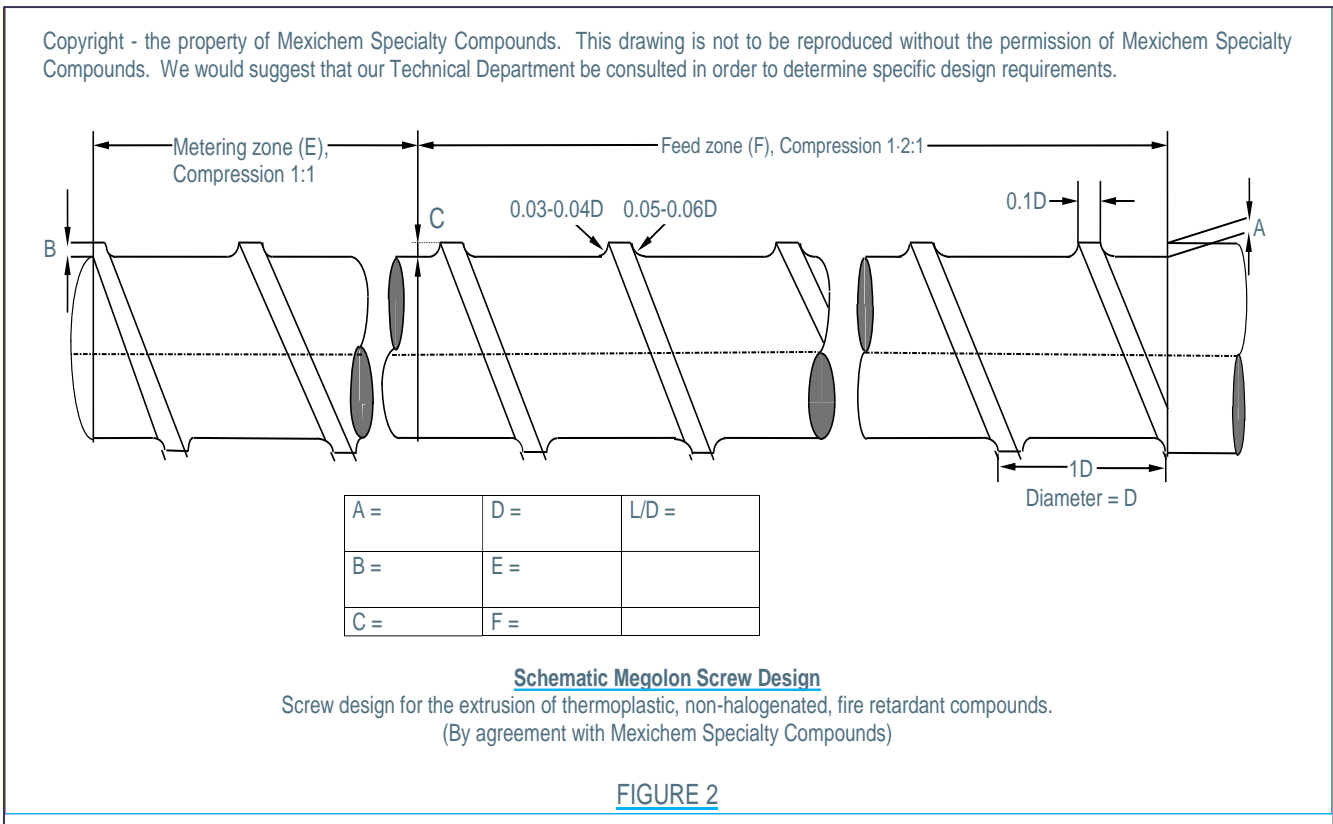 Copyright - the property of Mexichem Specialty Compounds. This drawing is not to be reproduced without the permission of Mexichem Specialty
Compounds. We would suggest that our Technical Department be consulted in order to determine specific design requirements.
Metering zone (E),
Compression 1:1
Feed zone (F), Compression 1·2:1
B
C
0.03-0.04D 0.05-0.06D
0.1D
A
1D
Diameter = D
A = D = L/D =
B = E =
C = F =
Schematic Megolon Screw Design
Screw design for the extrusion of thermoplastic, non-halogenated, fire retardant compounds.
(By agreement with Mexichem Specialty Compounds)
FIGURE 2